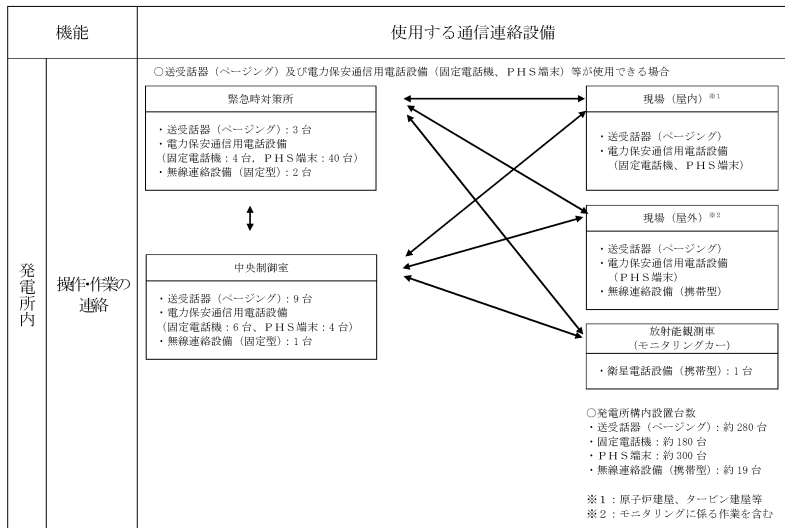 機能
使用する通信連絡設備
発電所内
操作・作業の
連絡
○送受話器（ページング）及び電力保安通信用電話設備（固定電話機、ＰＨＳ端末）等が使用できる場合
緊急時対策所
・送受話器（ページング）：3台
・電力保安通信用電話設備
（固定電話機：4台，ＰＨＳ端末：40台）
・無線連絡設備（固定型）：2台
中央制御室
・送受話器（ページング）：9台
・電力保安通信用電話設備
（固定電話機：6台、ＰＨＳ端末：4台）
・無線連絡設備（固定型）：1台
現場（屋内）※1
・送受話器（ページング）
・電力保安通信用電話設備
（固定電話機、ＰＨＳ端末）
現場（屋外）※2
・送受話器（ページング）
・電力保安通信用電話設備
（ＰＨＳ端末）
・無線連絡設備（携帯型）
放射能観測車
（モニタリングカー）
・衛星電話設備（携帯型）：1台
○発電所構内設置台数
・送受話器（ページング）：約280台
・固定電話機：約180台
・ＰＨＳ端末：約300台
・無線連絡設備（携帯型）：約19台
※1：原子炉建屋、タービン建屋等
※2：モニタリングに係る作業を含む